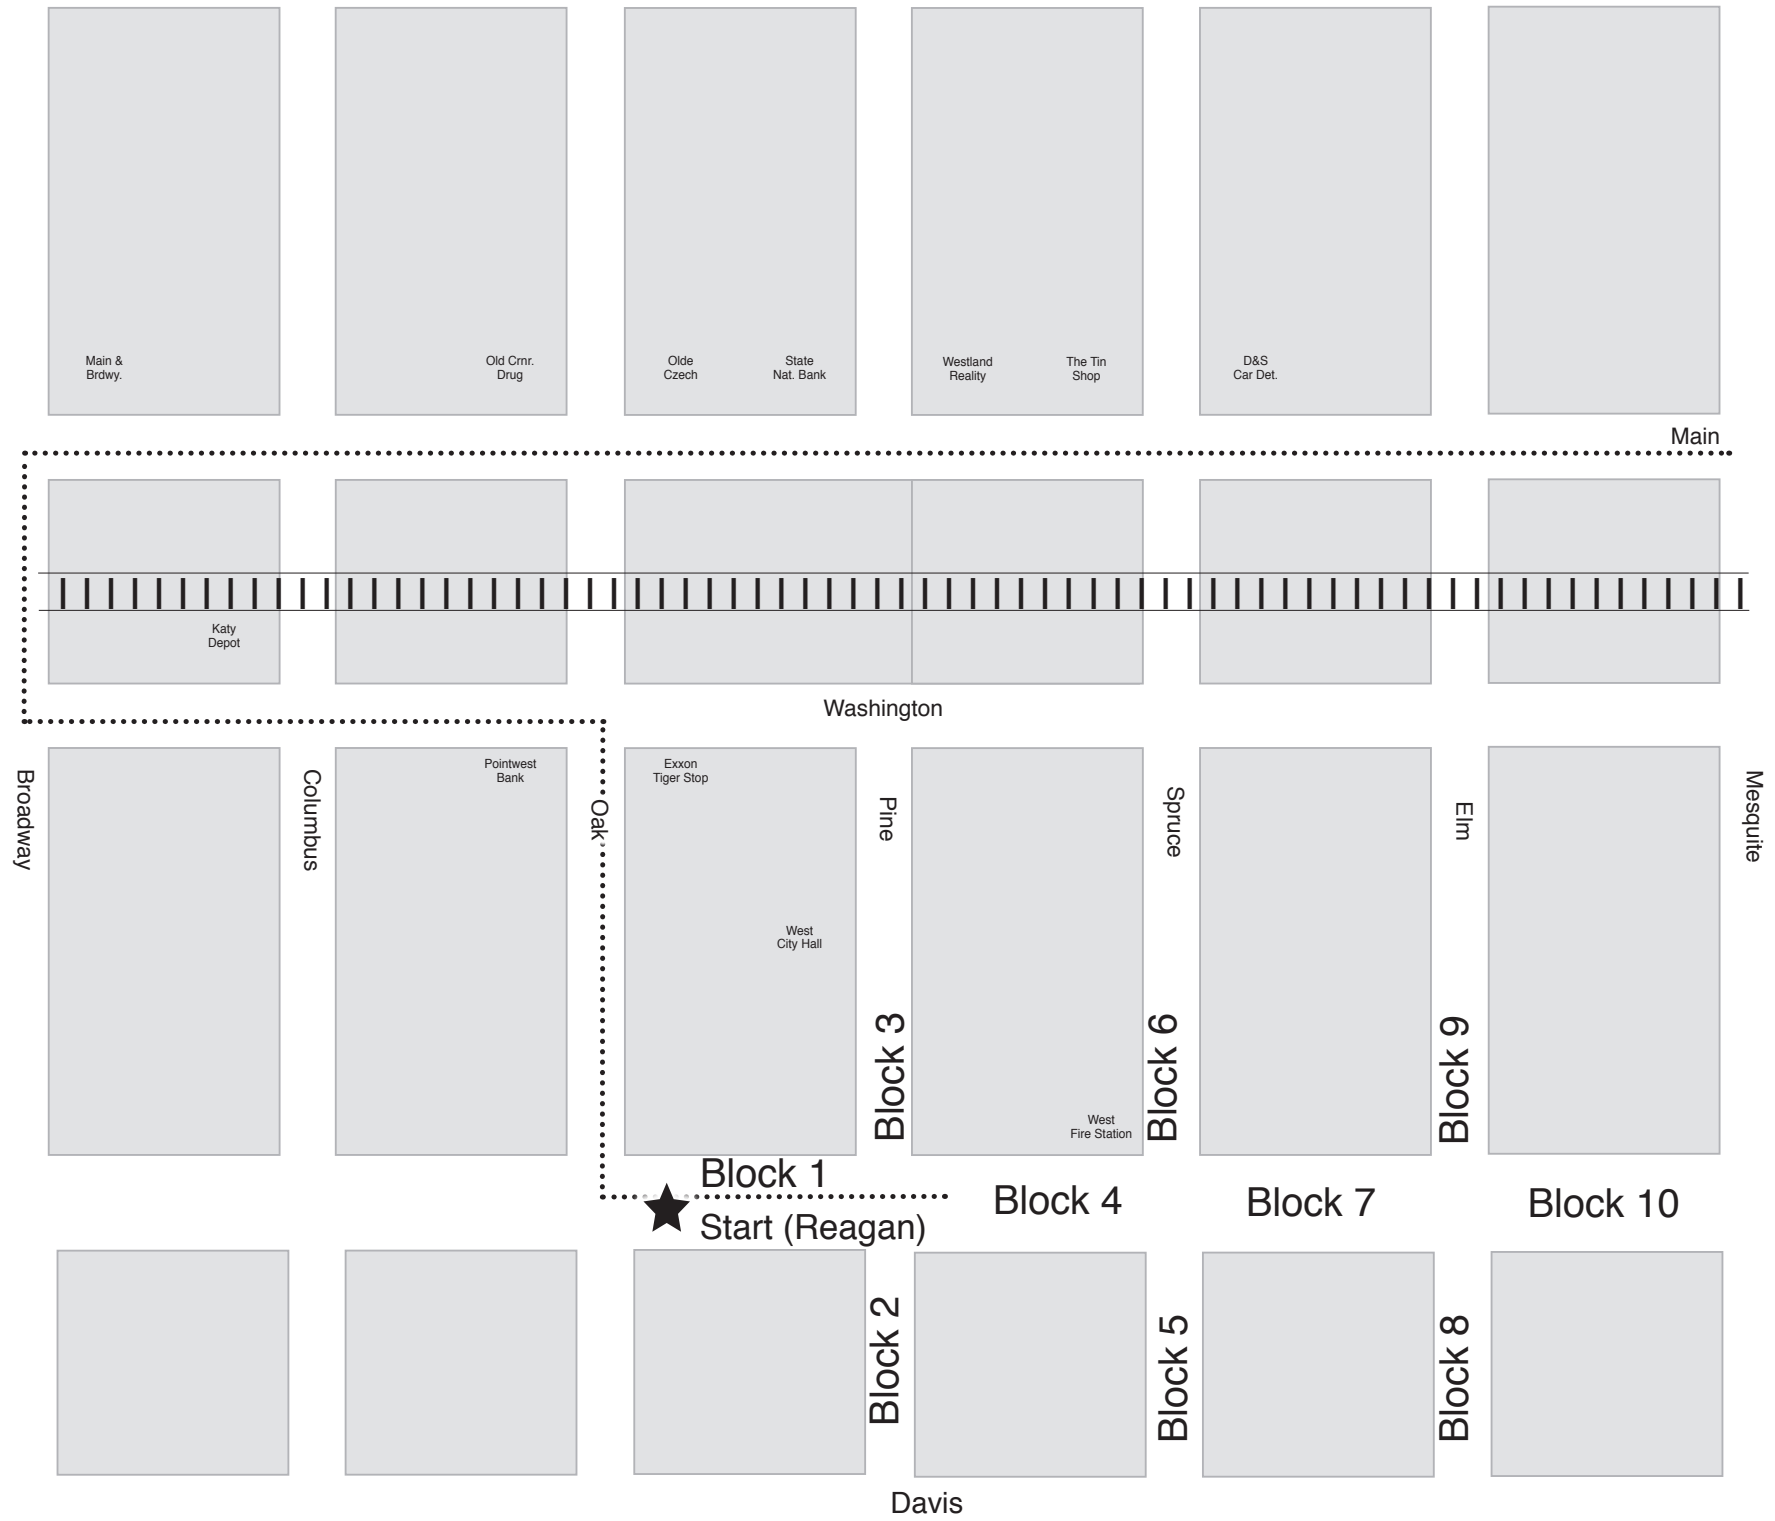 Main &
Brdwy.
Old Crnr.
Drug
Olde
Czech
State
Nat. Bank
Westland
Reality
The Tin
Shop
D&S
Car Det.
Main
Katy
Depot
Washington
Broadway
Columbus
Pointwest
Bank
Oak
Exxon
Tiger Stop
Pine
Spruce
Elm
Mesquite
West
City Hall
Block 3
Block 6
Block 9
West
Fire Station
Block 1
Block 4
Block 7
Block 10
Start (Reagan)
Block 2
Block 5
Block 8
Davis